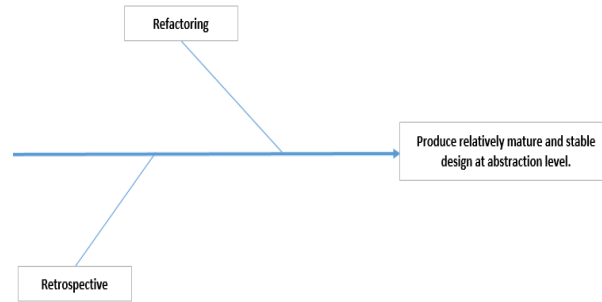 Refactoring
Produce relatively mature and stable
design at abstraction level.
Retrospective